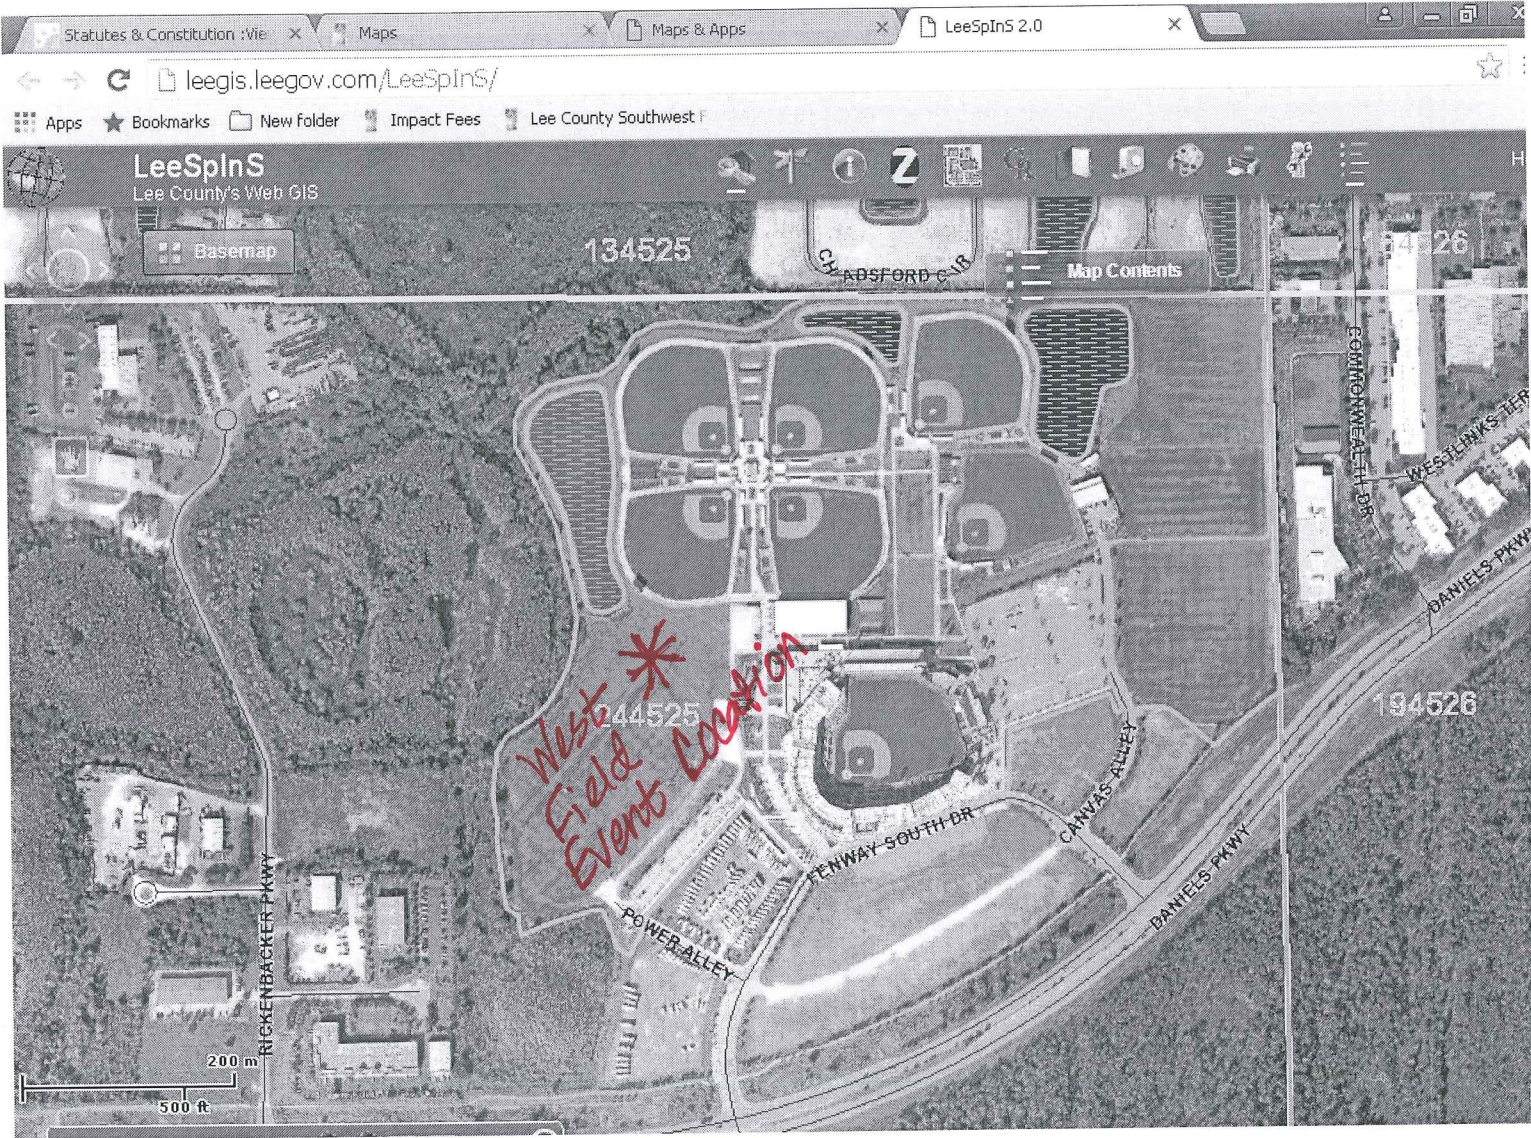 Statutes & Constitution :Vie
Maps
Maps & Apps
LeeSpInS 2.0
leegis.leegov.com/LeeSpInS/
Apps
Bookmarks
New folder
Impact Fees
Lee County Southwest F
LeeSpInS
Lee County's Web GIS
Z
H
Basemap
134525
Map Contents
CHADSFORD CIR
COMMONWEALTH DR
WESTLINKS TER
DANIELS PKWY
244525
194526
West
Field
Event Location
CANVAS ALLEY
FENWAY SOUTH DR
DANIELS PKWY
POWER ALLEY
RICKENBACKER PKWY
200 m
500 ft